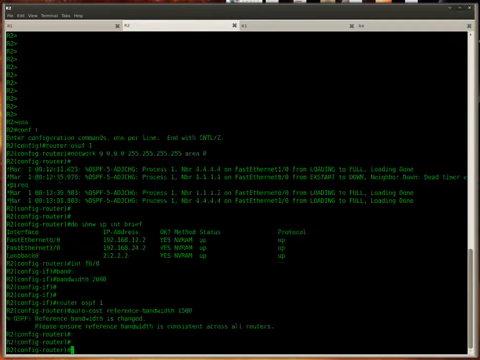 R2
File Edit View Terminal Tabs Help
R1 R2 R3 R4
R2>
R2>
R2>
R2>
R2>
R2>
R2>
R2>
R2>
R2>
R2>ena
R2#conf t
Enter configuration commands, one per line. End with CNTL/Z.
R2(config)#router ospf 1
R2(config-router)#network 0.0.0.0 255.255.255.255 area 0
R2(config-router)#
*Mar 1 00:12:11.623: %OSPF-5-ADJCHG: Process 1, Nbr 4.4.4.4 on FastEthernet1/0 from LOADING to FULL, Loading Done
*Mar 1 00:12:35.979: %OSPF-5-ADJCHG: Process 1, Nbr 1.1.1.1 on FastEthernet0/0 from EXSTART to DOWN, Neighbor Down: Dead timer expired
*Mar 1 00:13:30.583: %OSPF-5-ADJCHG: Process 1, Nbr 1.1.1.2 on FastEthernet0/0 from LOADING to FULL, Loading Done
*Mar 1 00:13:31.083: %OSPF-5-ADJCHG: Process 1, Nbr 4.4.4.4 on FastEthernet1/0 from LOADING to FULL, Loading Done
R2(config-router)#
R2(config-router)#
R2(config-router)#do show ip int brief
Interface IP-Address OK? Method Status Protocol
FastEthernet0/0 192.168.12.2 YES NVRAM up up
FastEthernet1/0 192.168.24.2 YES NVRAM up up
Loopback0 2.2.2.2 YES NVRAM up up
R2(config-router)#int f0/0
R2(config-if)#band
R2(config-if)#bandwidth 2000
R2(config-if)#
R2(config-if)#
R2(config-if)#router ospf 1
R2(config-router)#auto-cost reference-bandwidth 1500
% OSPF: Reference bandwidth is changed.
Please ensure reference bandwidth is consistent across all routers.
R2(config-router)#
R2(config-router)#
R2(config-router)#